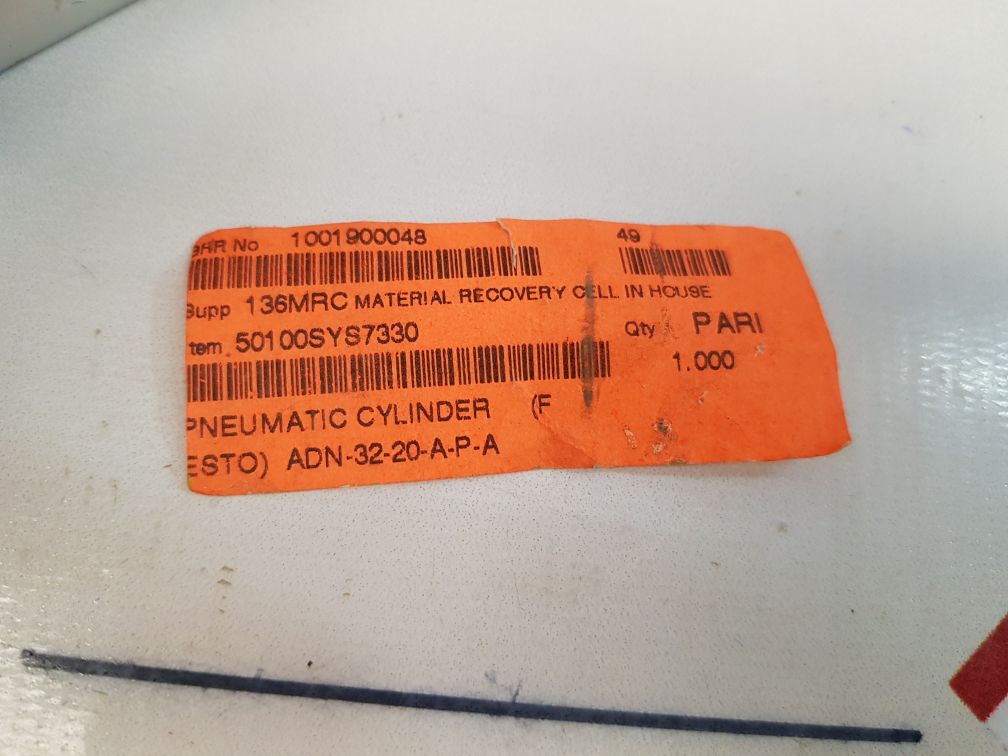 GRR No 1001900048 49
Supp 136MRC MATERIAL RECOVERY CELL IN HOUSE
tem 50100SYS7330 Qty PARI
1.000
PNEUMATIC CYLINDER (F
ESTO) ADN-32-20-A-P-A